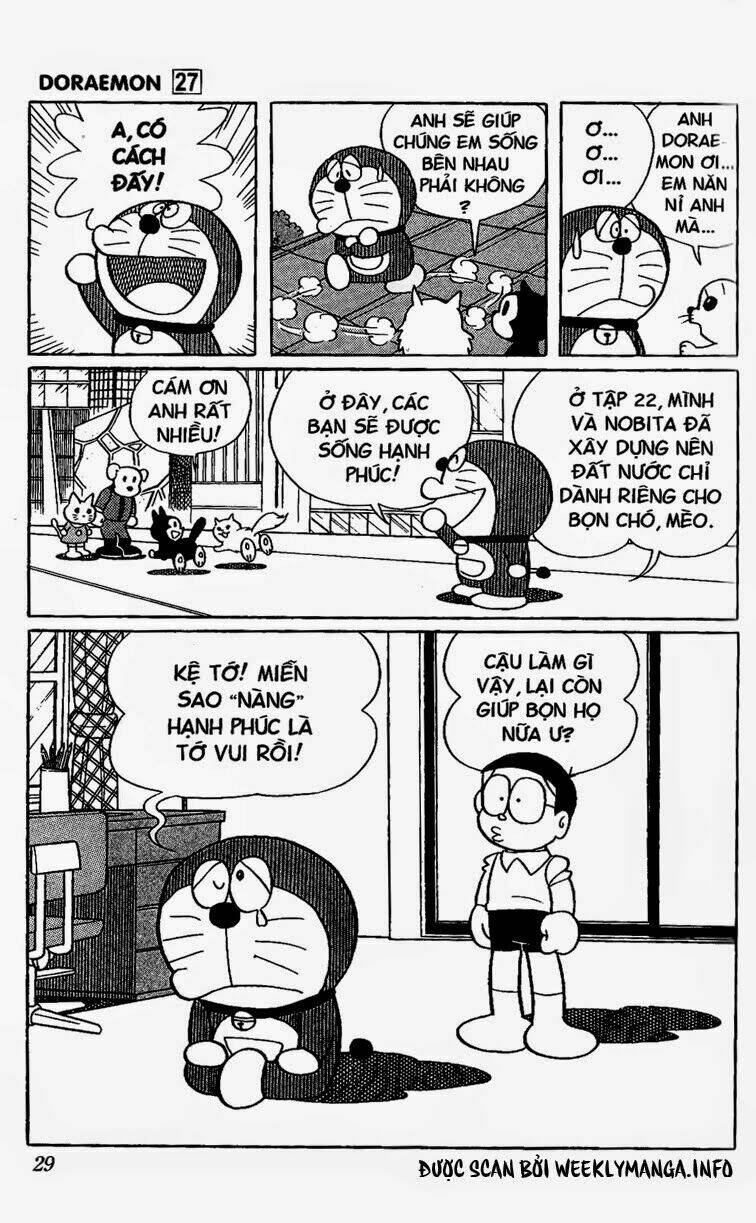 DORAEMON 27
ANH
DORAE-
MON ƠI...
EM NĂN
NỈ ANH
MÀ...
Ơ...
Ơ...
ƠI...
ANH SẼ GIÚP
CHÚNG EM SỐNG
BÊN NHAU
PHẢI KHÔNG
?
A, CÓ
CÁCH
ĐẤY!
Ở TẬP 22, MÌNH
VÀ NOBITA ĐÃ
XÂY DỰNG NÊN
ĐẤT NƯỚC CHỈ
DÀNH RIÊNG CHO
BỌN CHÓ, MÈO.
Ở ĐÂY, CÁC
BẠN SẼ ĐƯỢC
SỐNG HẠNH
PHÚC!
CÁM ƠN
ANH RẤT
NHIỀU!
CẬU LÀM GÌ
VẬY, LẠI CÒN
GIÚP BỌN HỌ
NỮA Ư?
KỆ TỚ! MIỄN
SAO “NÀNG”
HẠNH PHÚC LÀ
TỚ VUI RỒI!
29
ĐƯỢC SCAN BỞI WEEKLYMANGA.INFO